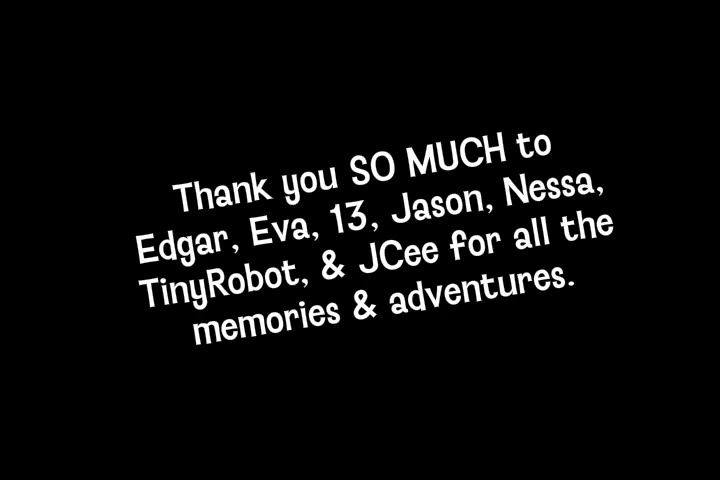 Thank you SO MUCH to
Edgar, Eva, 13, Jason, Nessa,
TinyRobot, & JCee for all the
memories & adventures.